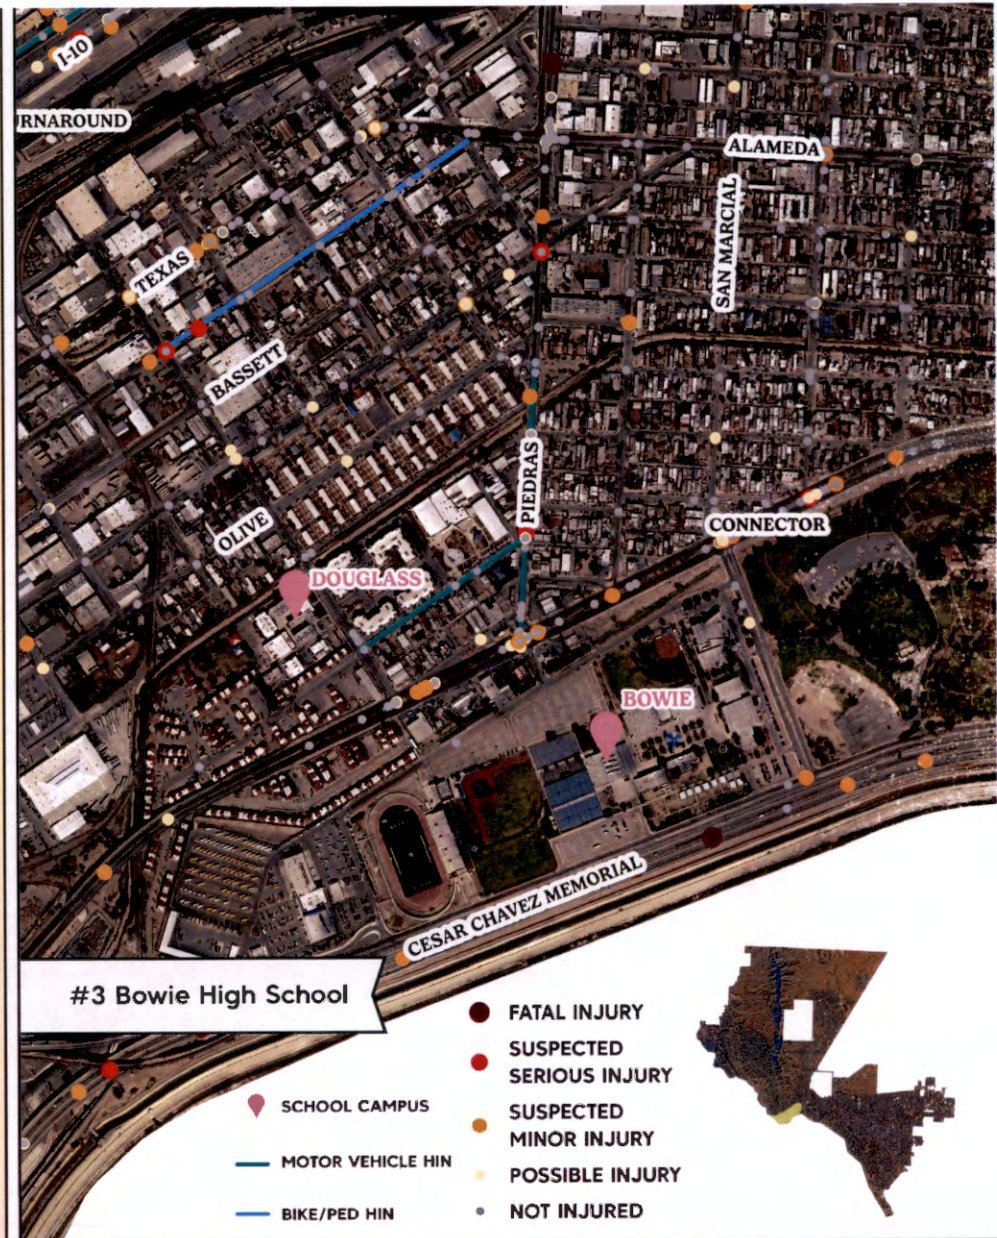 I-10
URNAROUND
ALAMEDA
SAN MARCIAL
TEXAS
BASSETT
PIEDRAS
OLIVE
CONNECTOR
DOUGLASS
BOWIE
CESAR CHAVEZ MEMORIAL
#3 Bowie High School
SCHOOL CAMPUS
MOTOR VEHICLE HIN
BIKE/PED HIN
FATAL INJURY
SUSPECTED
SERIOUS INJURY
SUSPECTED
MINOR INJURY
POSSIBLE INJURY
NOT INJURED